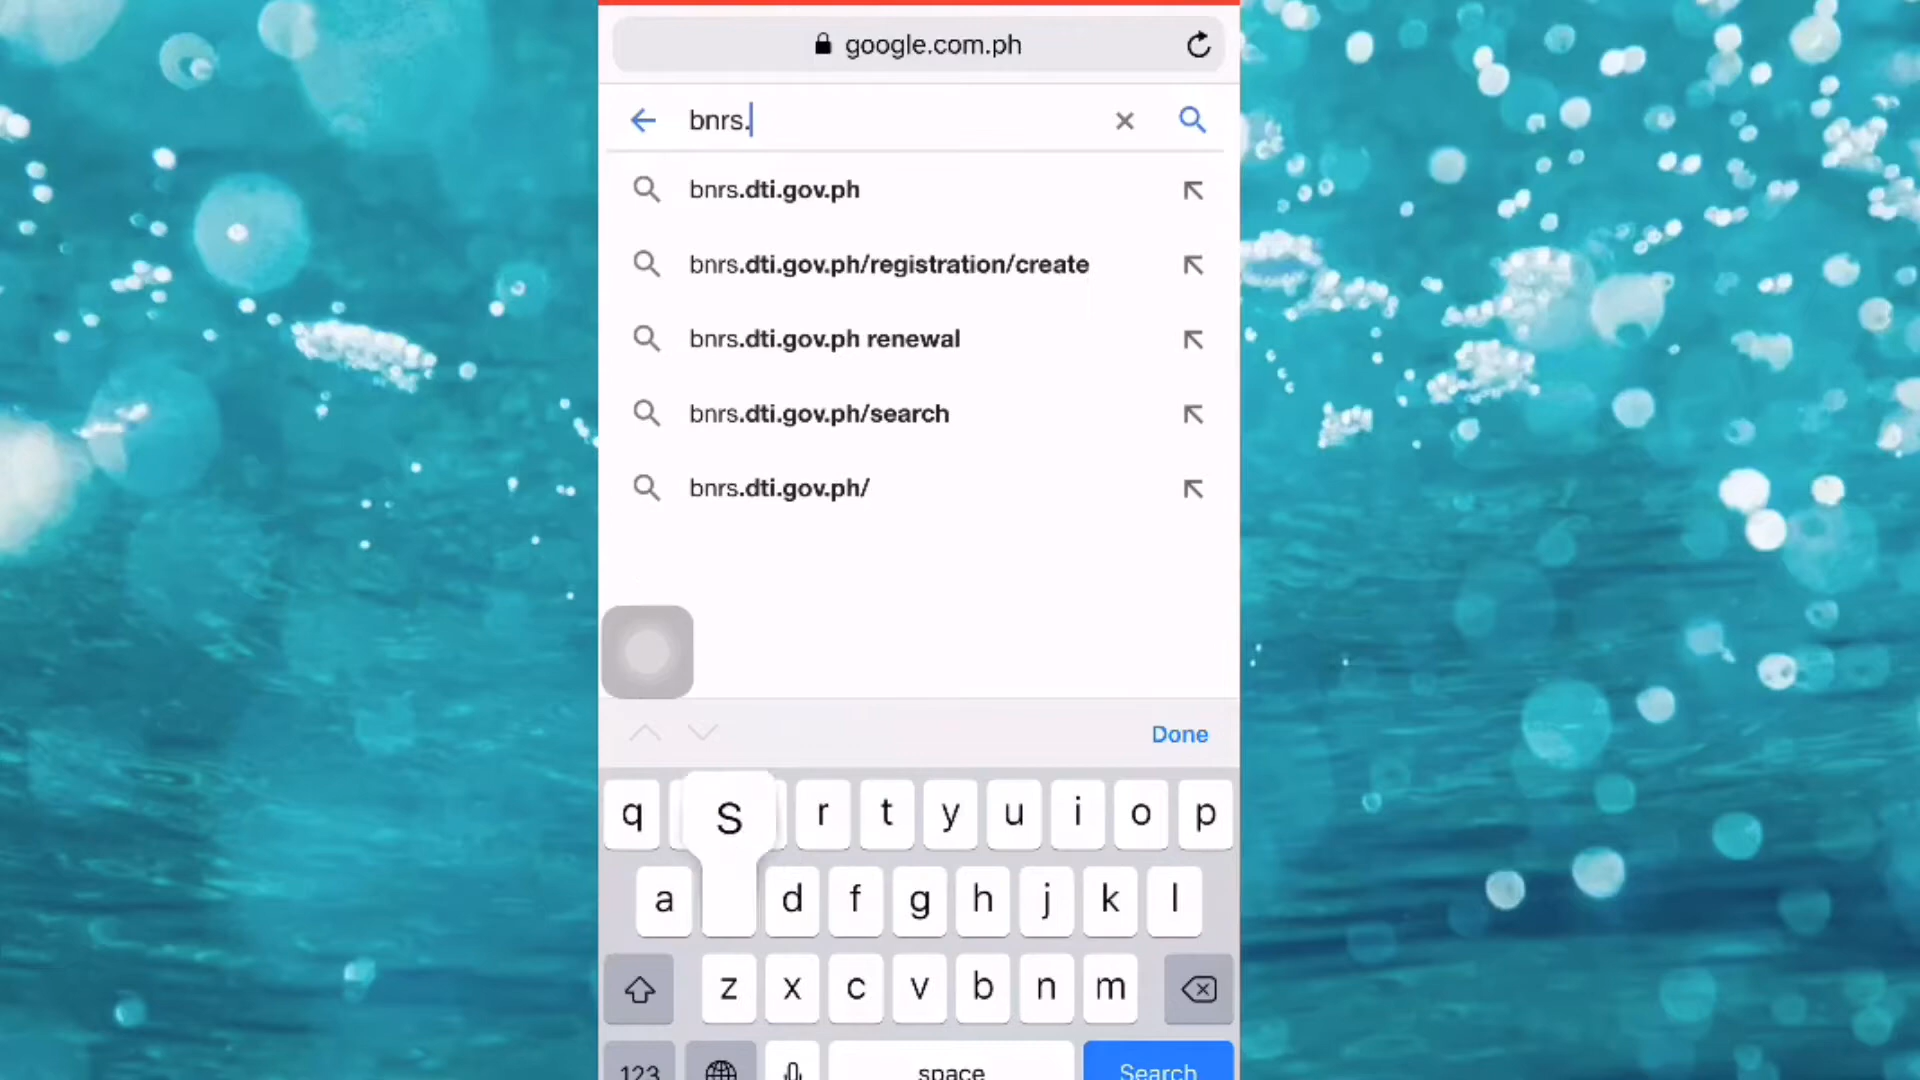 google.com.ph
bnrs.
bnrs.dti.gov.ph
bnrs.dti.gov.ph/registration/create
bnrs.dti.gov.ph renewal
bnrs.dti.gov.ph/search
bnrs.dti.gov.ph/
Done
q s r t y u i o p
a d f g h j k l
z x c v b n m
123 space Search